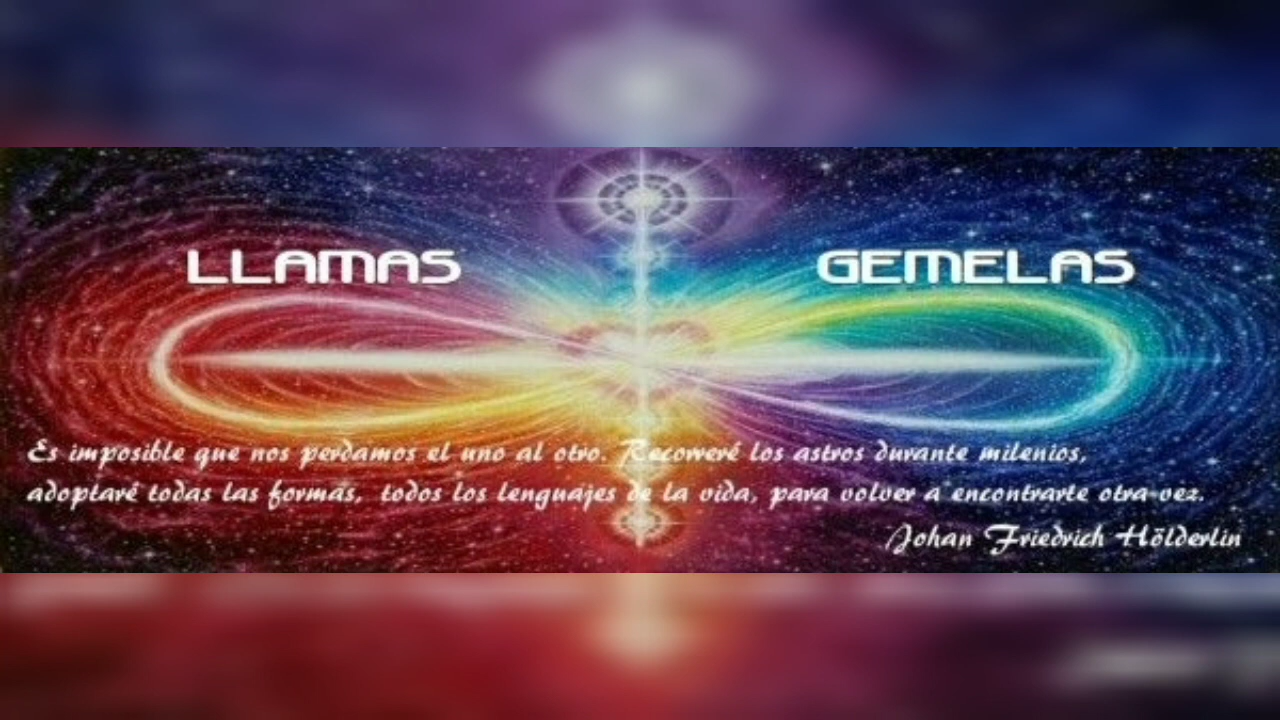 LLAMAS GEMELAS
Es imposible que nos perdamos el uno al otro. Recorreré los astros durante milenios,
adoptaré todas las formas, todos los lenguajes de la vida, para volver a encontrarte otra vez.
Johan Friedrich Hölderlin